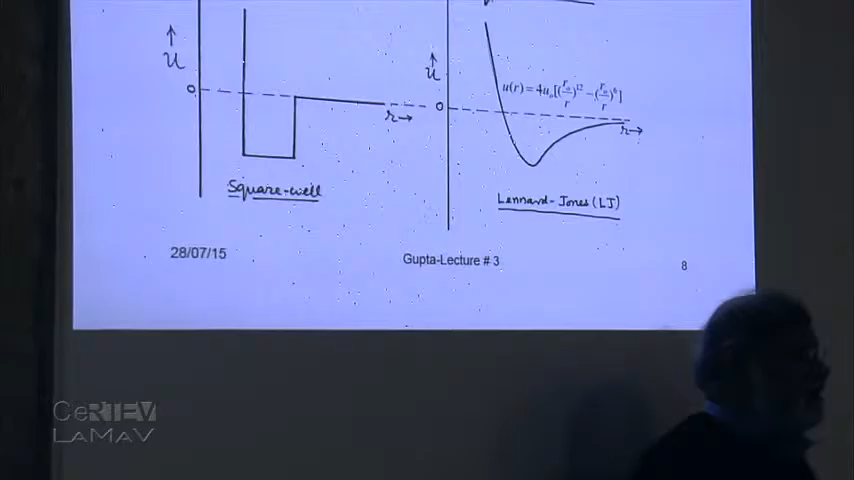 ↑
u
0
r→
Square-well
↑
u
0
u(r) = 4u₀[(r₀/r)¹² − (r₀/r)⁶]
r→
Lennard-Jones (LJ)
28/07/15
Gupta-Lecture # 3
8
CeRTEV
LaMaV